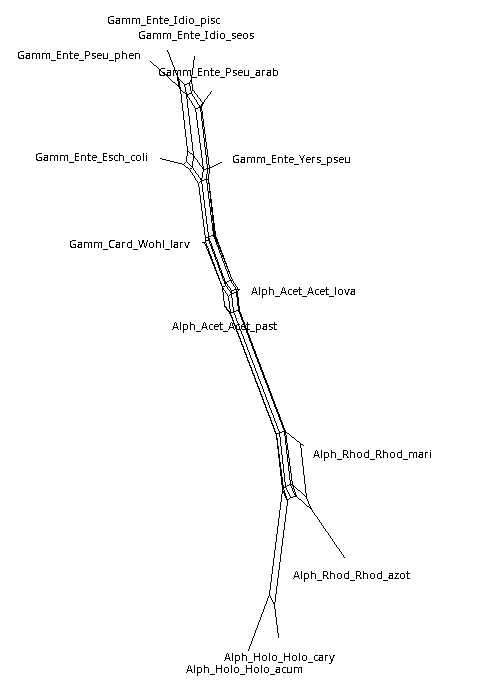 Gamm_Ente_Idio_pisc
Gamm_Ente_Idio_seos
Gamm_Ente_Pseu_phen
Gamm_Ente_Pseu_arab
Gamm_Ente_Esch_coli
Gamm_Ente_Yers_pseu
Gamm_Card_Wohl_larv
Alph_Acet_Acet_lova
Alph_Acet_Acet_past
Alph_Rhod_Rhod_mari
Alph_Rhod_Rhod_azot
Alph_Holo_Holo_cary
Alph_Holo_Holo_acum